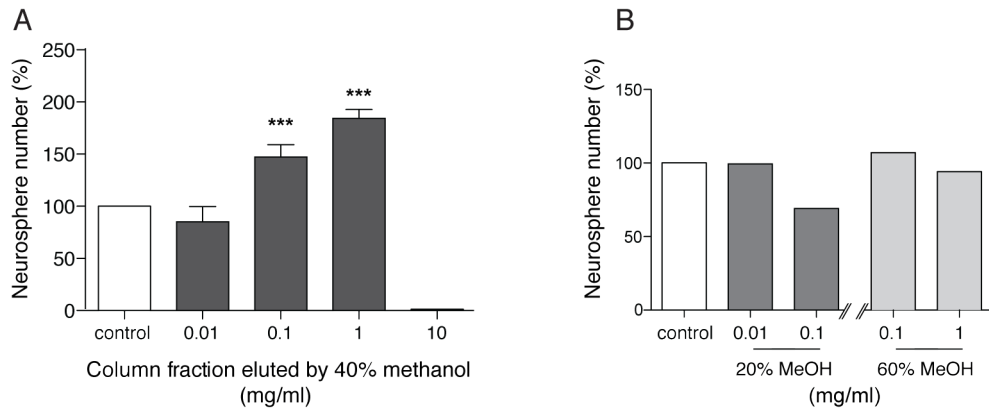 A
Neurosphere number (%)
250
200
150
100
50
0
***
***
control 0.01 0.1 1 10
Column fraction eluted by 40% methanol
(mg/ml)
B
Neurosphere number (%)
150
100
50
0
control 0.01 0.1 0.1 1
20% MeOH 60% MeOH
(mg/ml)